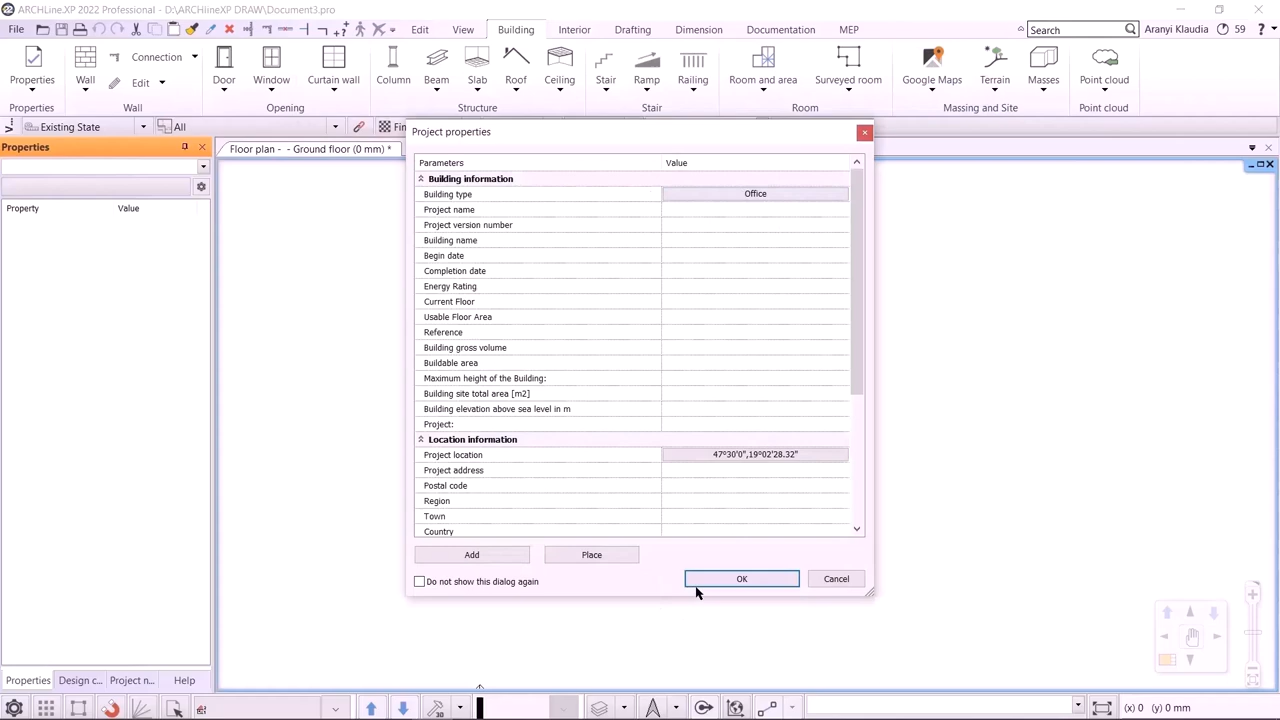 ARCHLine.XP 2022 Professional - D:\ARCHline.XP DRAW\Document3.pro
File Edit View Building Interior Drafting Dimension Documentation MEP Search Aranyi Klaudia 59
Properties Wall Connection Edit Door Window Curtain wall Column Beam Slab Roof Ceiling Stair Ramp Railing Room and area Surveyed room Google Maps Terrain Masses Point cloud
Properties Wall Opening Structure Stair Room Massing and Site Point cloud
Existing State All
Properties
Floor plan - - Ground floor (0 mm) *
Property Value
Project properties
Parameters Value
Building information
Building type Office
Project name
Project version number
Building name
Begin date
Completion date
Energy Rating
Current Floor
Usable Floor Area
Reference
Building gross volume
Buildable area
Maximum height of the Building:
Building site total area [m2]
Building elevation above sea level in m
Project:
Location information
Project location 47º30'0",19º02'28.32"
Project address
Postal code
Region
Town
Country
Add Place
Do not show this dialog again OK Cancel
Properties Design c... Project n... Help
(x) 0 (y) 0 mm